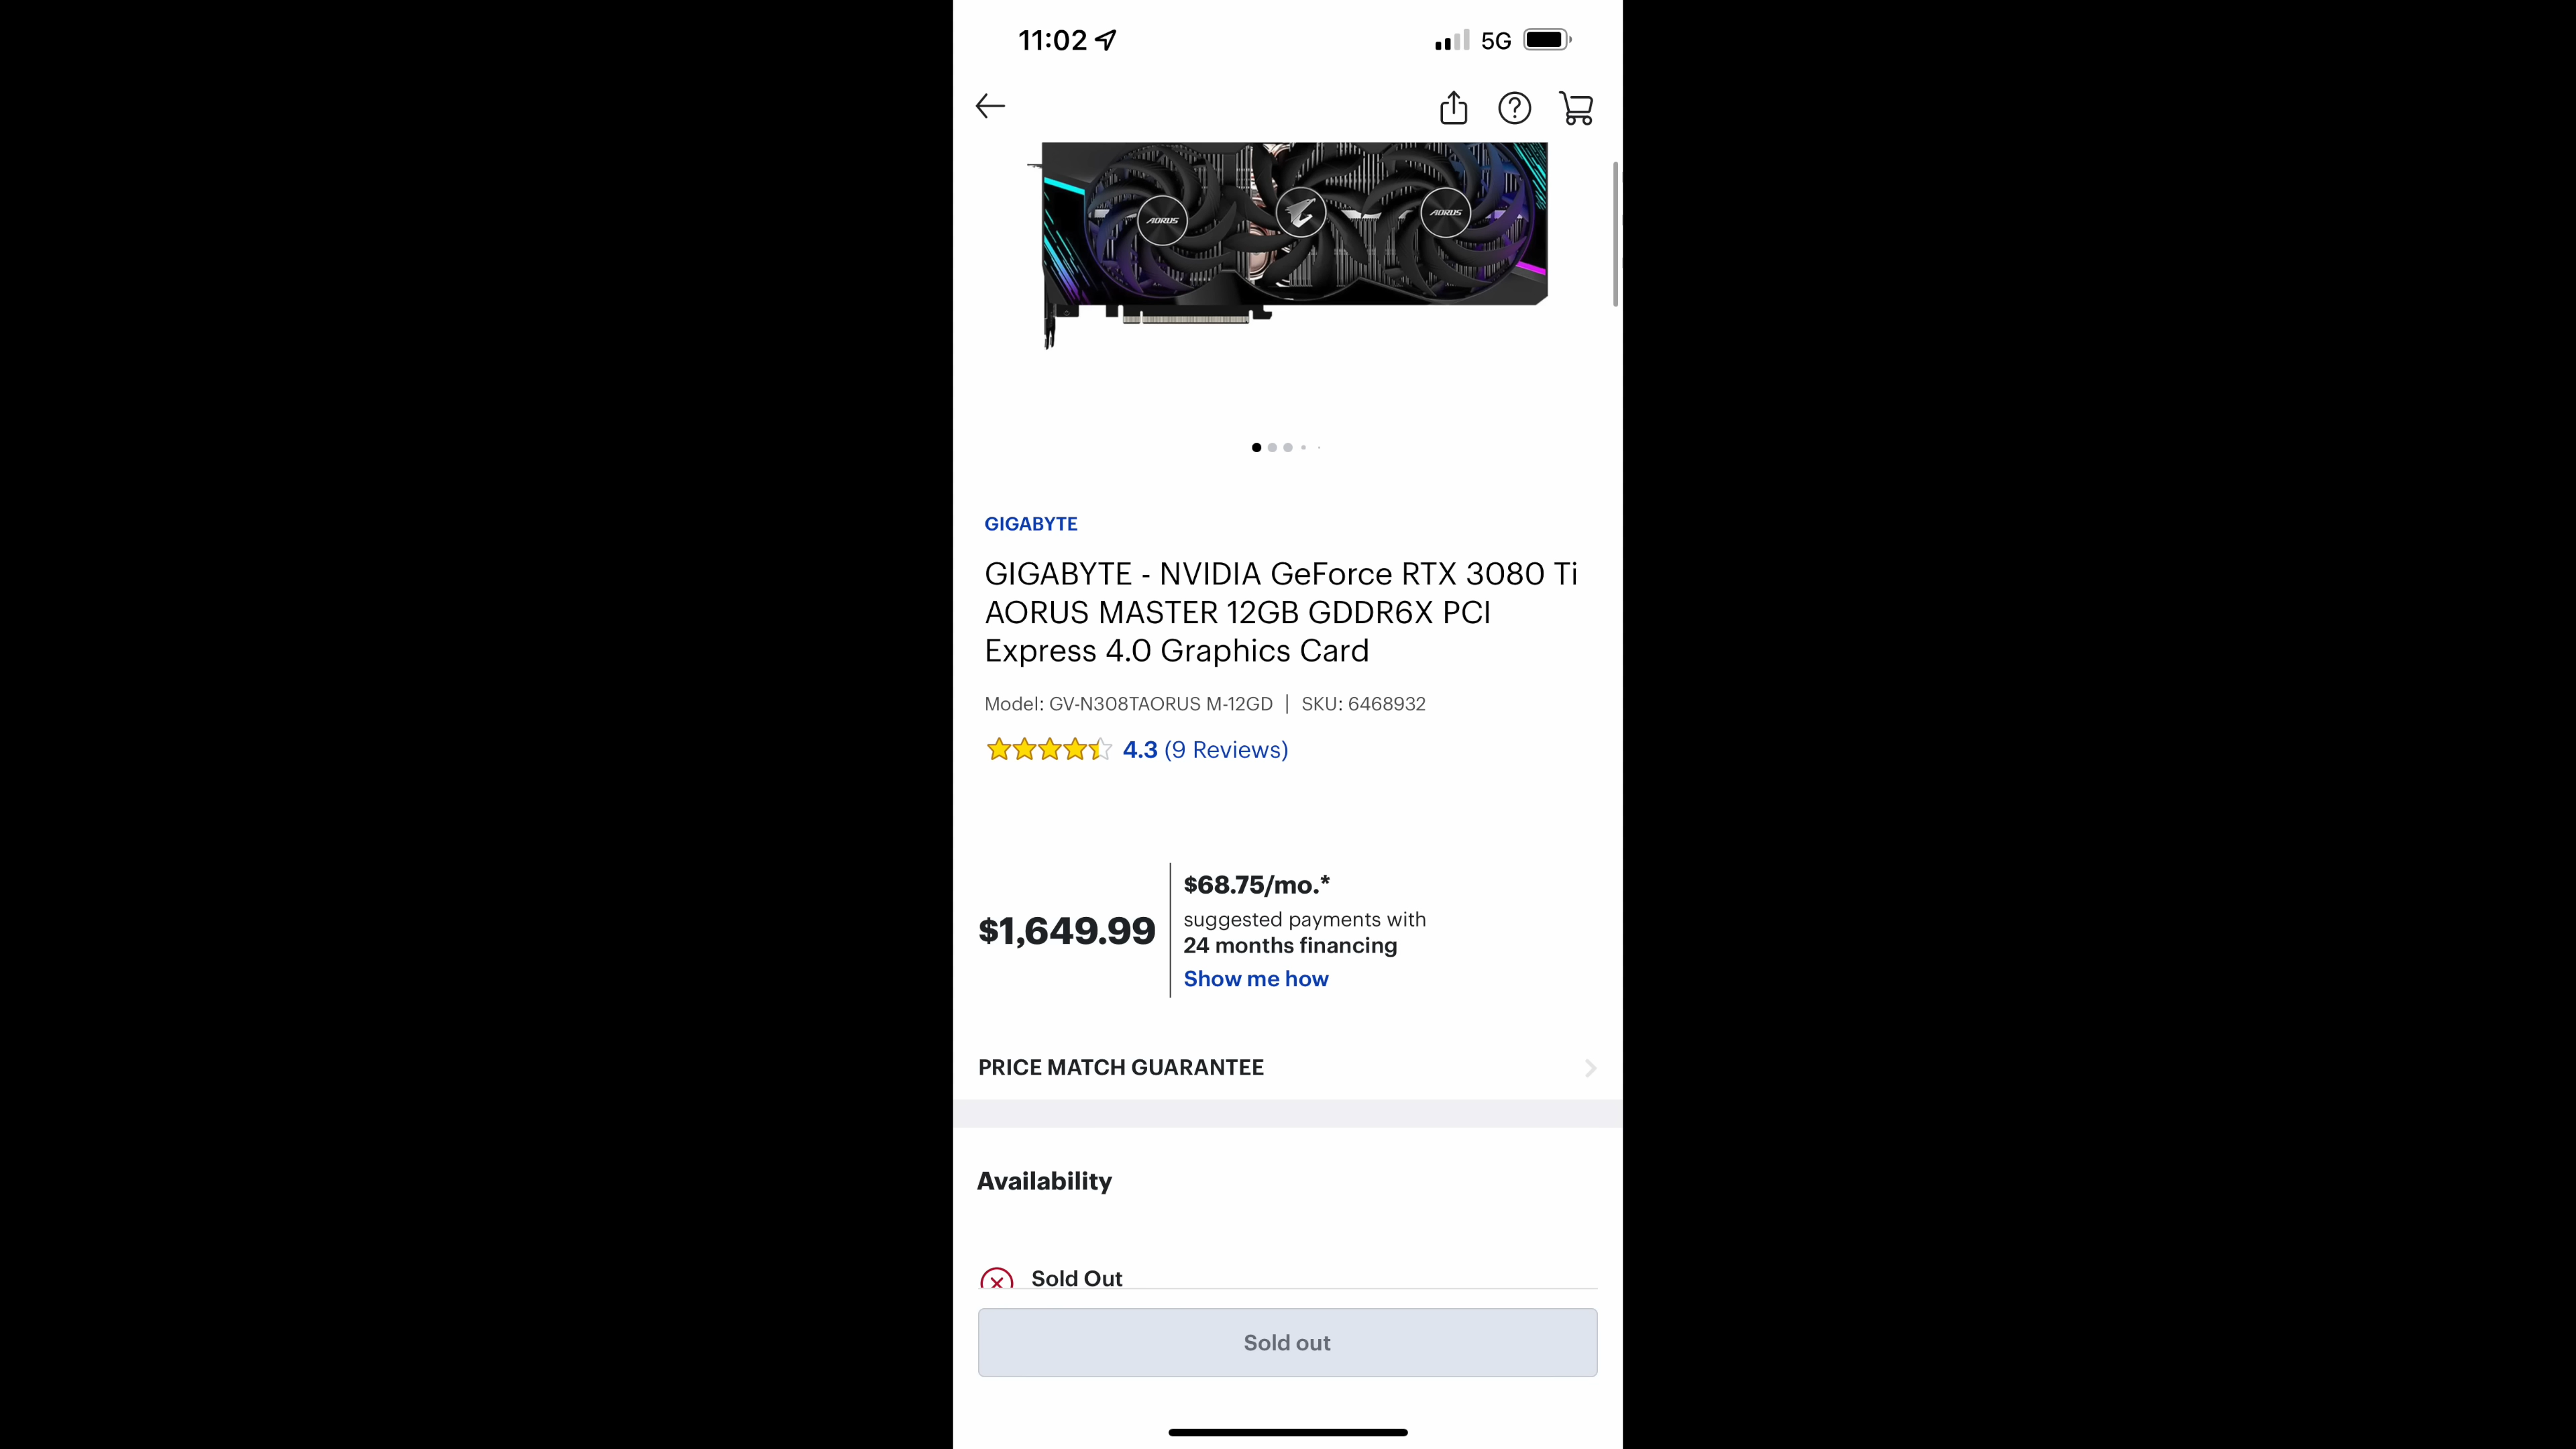 11:02
5G
AORUS
AORUS
GIGABYTE
GIGABYTE - NVIDIA GeForce RTX 3080 Ti
AORUS MASTER 12GB GDDR6X PCI
Express 4.0 Graphics Card
Model: GV-N308TAORUS M-12GD | SKU: 6468932
4.3 (9 Reviews)
$1,649.99
$68.75/mo.*
suggested payments with
24 months financing
Show me how
PRICE MATCH GUARANTEE
Availability
Sold Out
Sold out